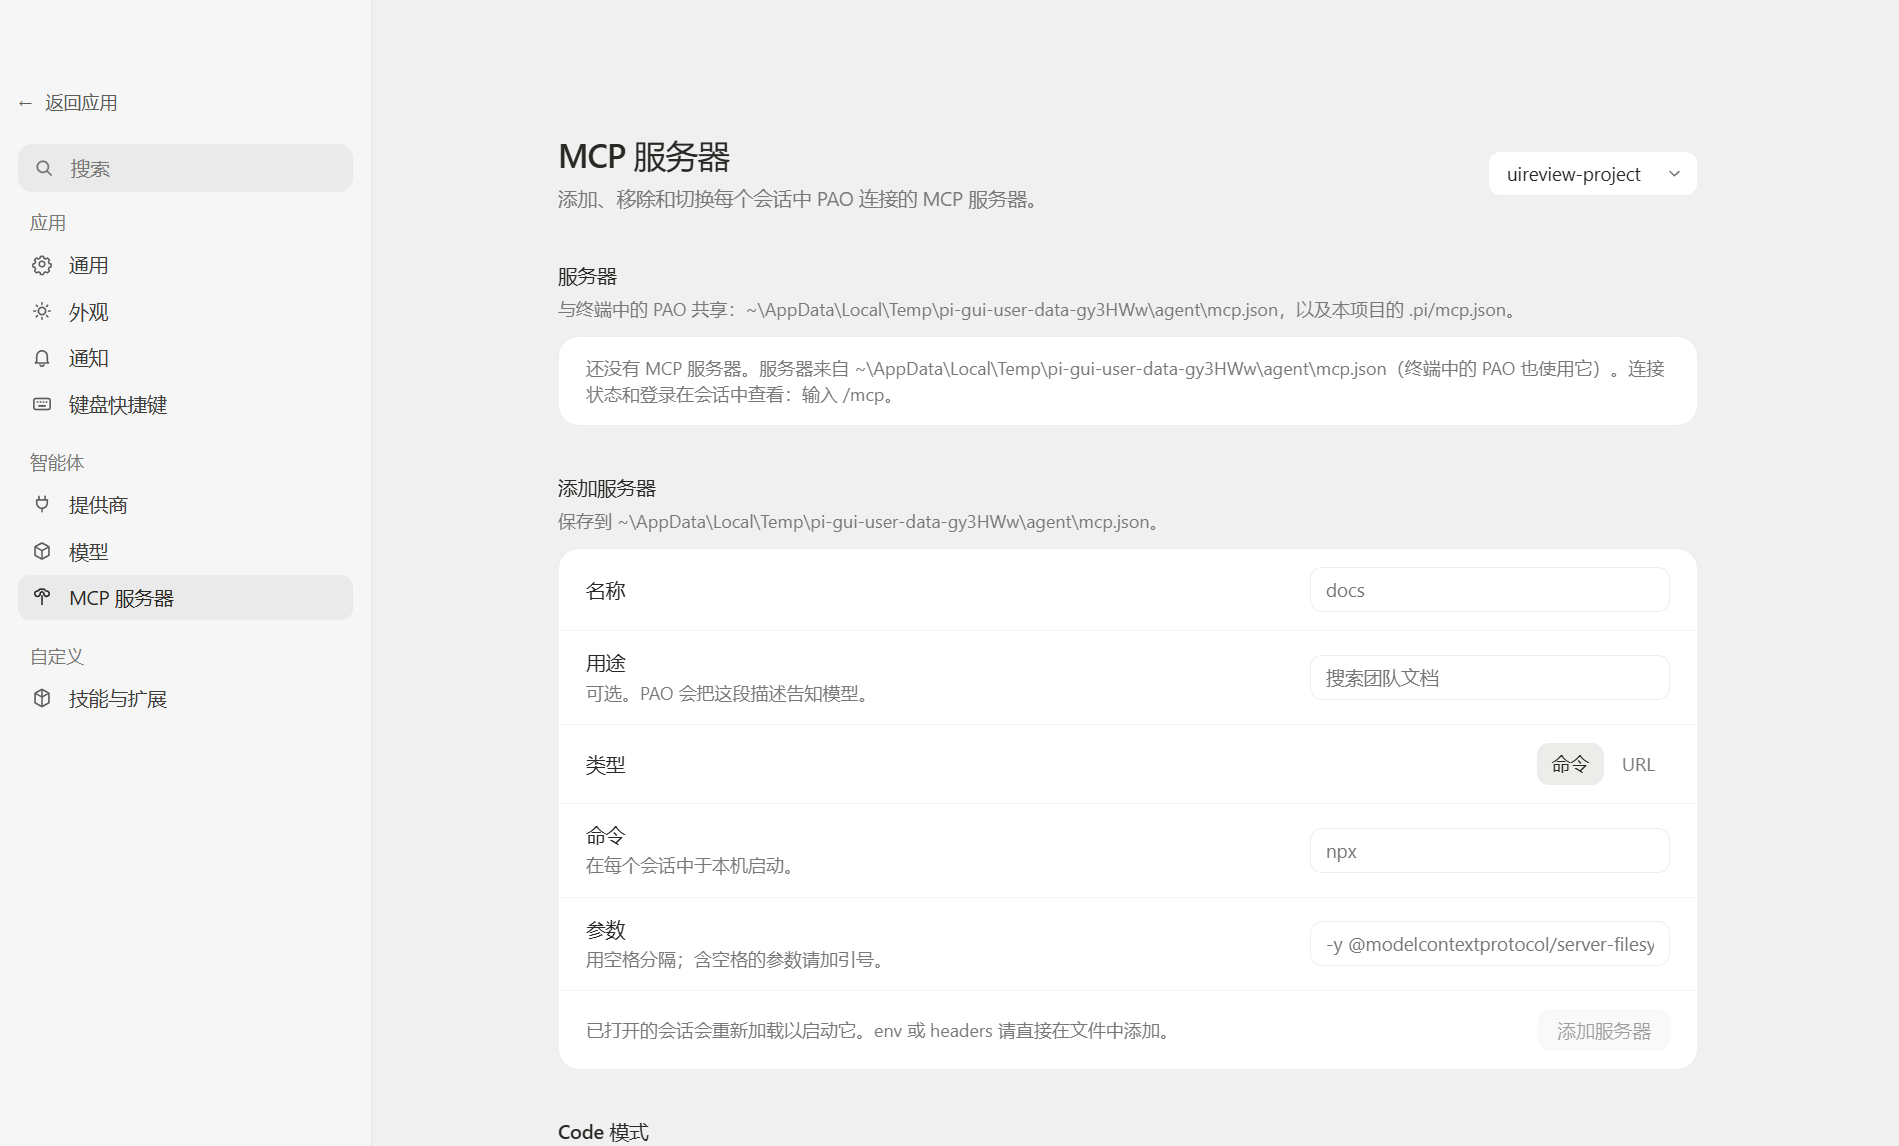 ← 返回应用
搜索
应用
通用
外观
通知
键盘快捷键
智能体
提供商
模型
MCP 服务器
自定义
技能与扩展
MCP 服务器
添加、移除和切换每个会话中 PAO 连接的 MCP 服务器。
uireview-project
服务器
与终端中的 PAO 共享：~\AppData\Local\Temp\pi-gui-user-data-gy3HWw\agent\mcp.json，以及本项目的 .pi/mcp.json。
还没有 MCP 服务器。服务器来自 ~\AppData\Local\Temp\pi-gui-user-data-gy3HWw\agent\mcp.json（终端中的 PAO 也使用它）。连接
状态和登录在会话中查看：输入 /mcp。
添加服务器
保存到 ~\AppData\Local\Temp\pi-gui-user-data-gy3HWw\agent\mcp.json。
名称
docs
用途
可选。PAO 会把这段描述告知模型。
搜索团队文档
类型
命令 URL
命令
在每个会话中于本机启动。
npx
参数
用空格分隔；含空格的参数请加引号。
-y @modelcontextprotocol/server-filesy
已打开的会话会重新加载以启动它。env 或 headers 请直接在文件中添加。
添加服务器
Code 模式